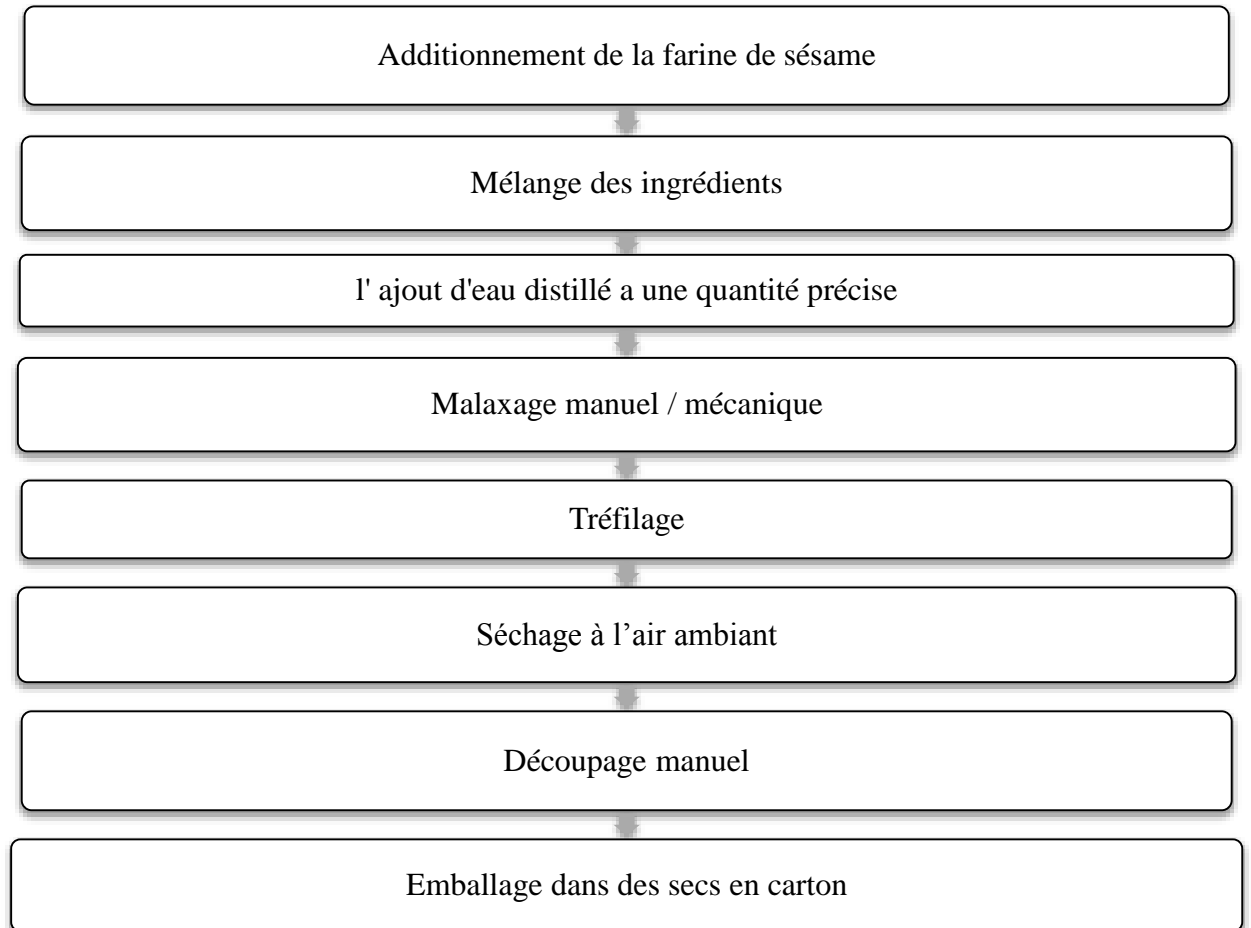 Additionnement de la farine de sésame
Mélange des ingrédients
l' ajout d'eau distillé a une quantité précise
Malaxage manuel / mécanique
Tréfilage
Séchage à l’air ambiant
Découpage manuel
Emballage dans des secs en carton